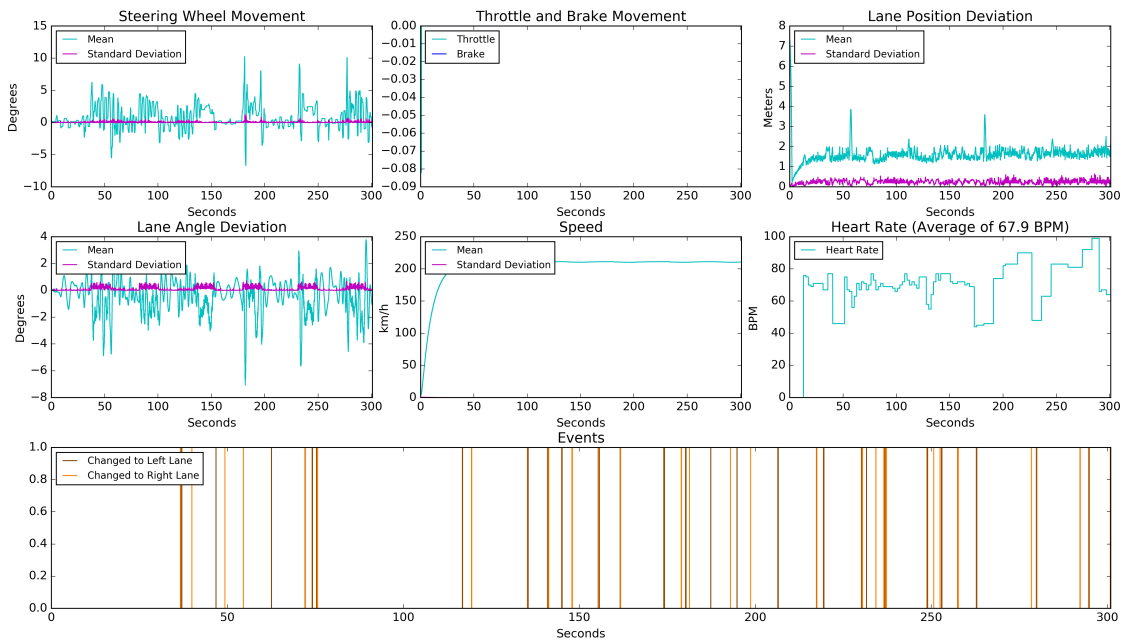 Steering Wheel Movement
15
10
5
0
−5
−10
Degrees
Mean
Standard Deviation
0 50 100 150 200 250 300
Seconds
Throttle and Brake Movement
0.00
−0.01
−0.02
−0.03
−0.04
−0.05
−0.06
−0.07
−0.08
−0.09
Throttle
Brake
0 50 100 150 200 250 300
Seconds
Lane Position Deviation
8
7
6
5
4
3
2
1
0
Meters
Mean
Standard Deviation
0 50 100 150 200 250 300
Seconds
Lane Angle Deviation
4
2
0
−2
−4
−6
−8
Degrees
Mean
Standard Deviation
0 50 100 150 200 250 300
Seconds
Speed
250
200
150
100
50
0
km/h
Mean
Standard Deviation
0 50 100 150 200 250 300
Seconds
Heart Rate (Average of 67.9 BPM)
100
80
60
40
20
0
BPM
Heart Rate
0 50 100 150 200 250 300
Seconds
Events
1.0
0.8
0.6
0.4
0.2
0.0
Changed to Left Lane
Changed to Right Lane
0 50 100 150 200 250 300
Seconds